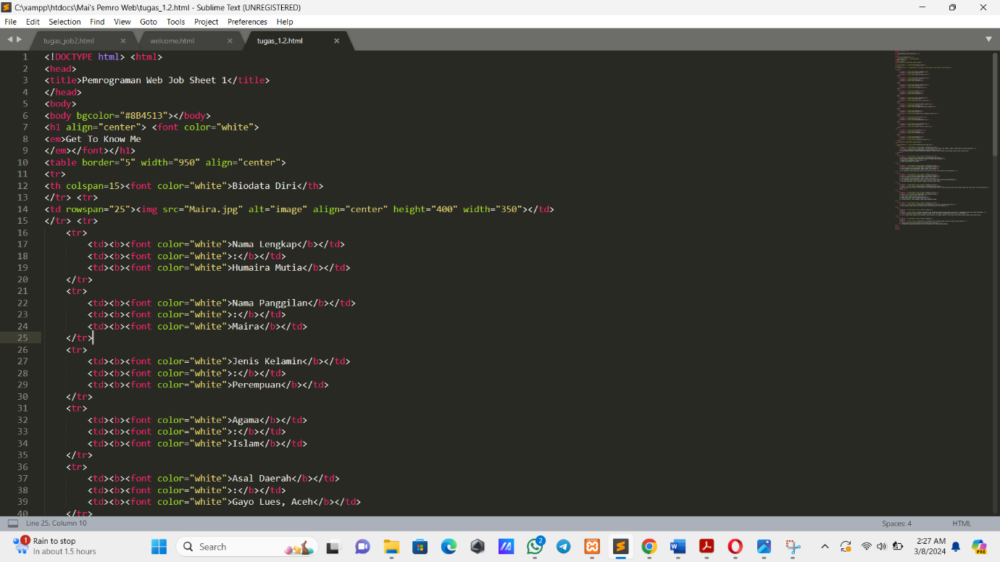 C:\xampp\htdocs\Mai's Pemro Web\tugas_1.2.html - Sublime Text (UNREGISTERED)
File Edit Selection Find View Goto Tools Project Preferences Help
tugas_job2.html × welcome.html × tugas_1.2.html ×
1 <!DOCTYPE html> <html>
2 <head>
3 <title>Pemrograman Web Job Sheet 1</title>
4 </head>
5 <body>
6 <body bgcolor="#8B4513"></body>
7 <h1 align="center"> <font color="white">
8 <em>Get To Know Me
9 </em></font></h1>
10 <table border="5" width="950" align="center">
11 <tr>
12 <th colspan=15><font color="white">Biodata Diri</th>
13 </tr> <tr>
14 <td rowspan="25"><img src="Maira.jpg" alt="image" align="center" height="400" width="350"></td>
15 </tr> <tr>
16 <tr>
17 <td><b><font color="white">Nama Lengkap</b></td>
18 <td><b><font color="white">:</b></td>
19 <td><b><font color="white">Humaira Mutia</b></td>
20 </tr>
21 <tr>
22 <td><b><font color="white">Nama Panggilan</b></td>
23 <td><b><font color="white">:</b></td>
24 <td><b><font color="white">Maira</b></td>
25 </tr>
26 <tr>
27 <td><b><font color="white">Jenis Kelamin</b></td>
28 <td><b><font color="white">:</b></td>
29 <td><b><font color="white">Perempuan</b></td>
30 </tr>
31 <tr>
32 <td><b><font color="white">Agama</b></td>
33 <td><b><font color="white">:</b></td>
34 <td><b><font color="white">Islam</b></td>
35 </tr>
36 <tr>
37 <td><b><font color="white">Asal Daerah</b></td>
38 <td><b><font color="white">:</b></td>
39 <td><b><font color="white">Gayo Lues, Aceh</b></td>
40 </tr>
Line 25, Column 10 Spaces: 4 HTML
1 Rain to stop
In about 1.5 hours
Search
2
2:27 AM
3/8/2024
PRE